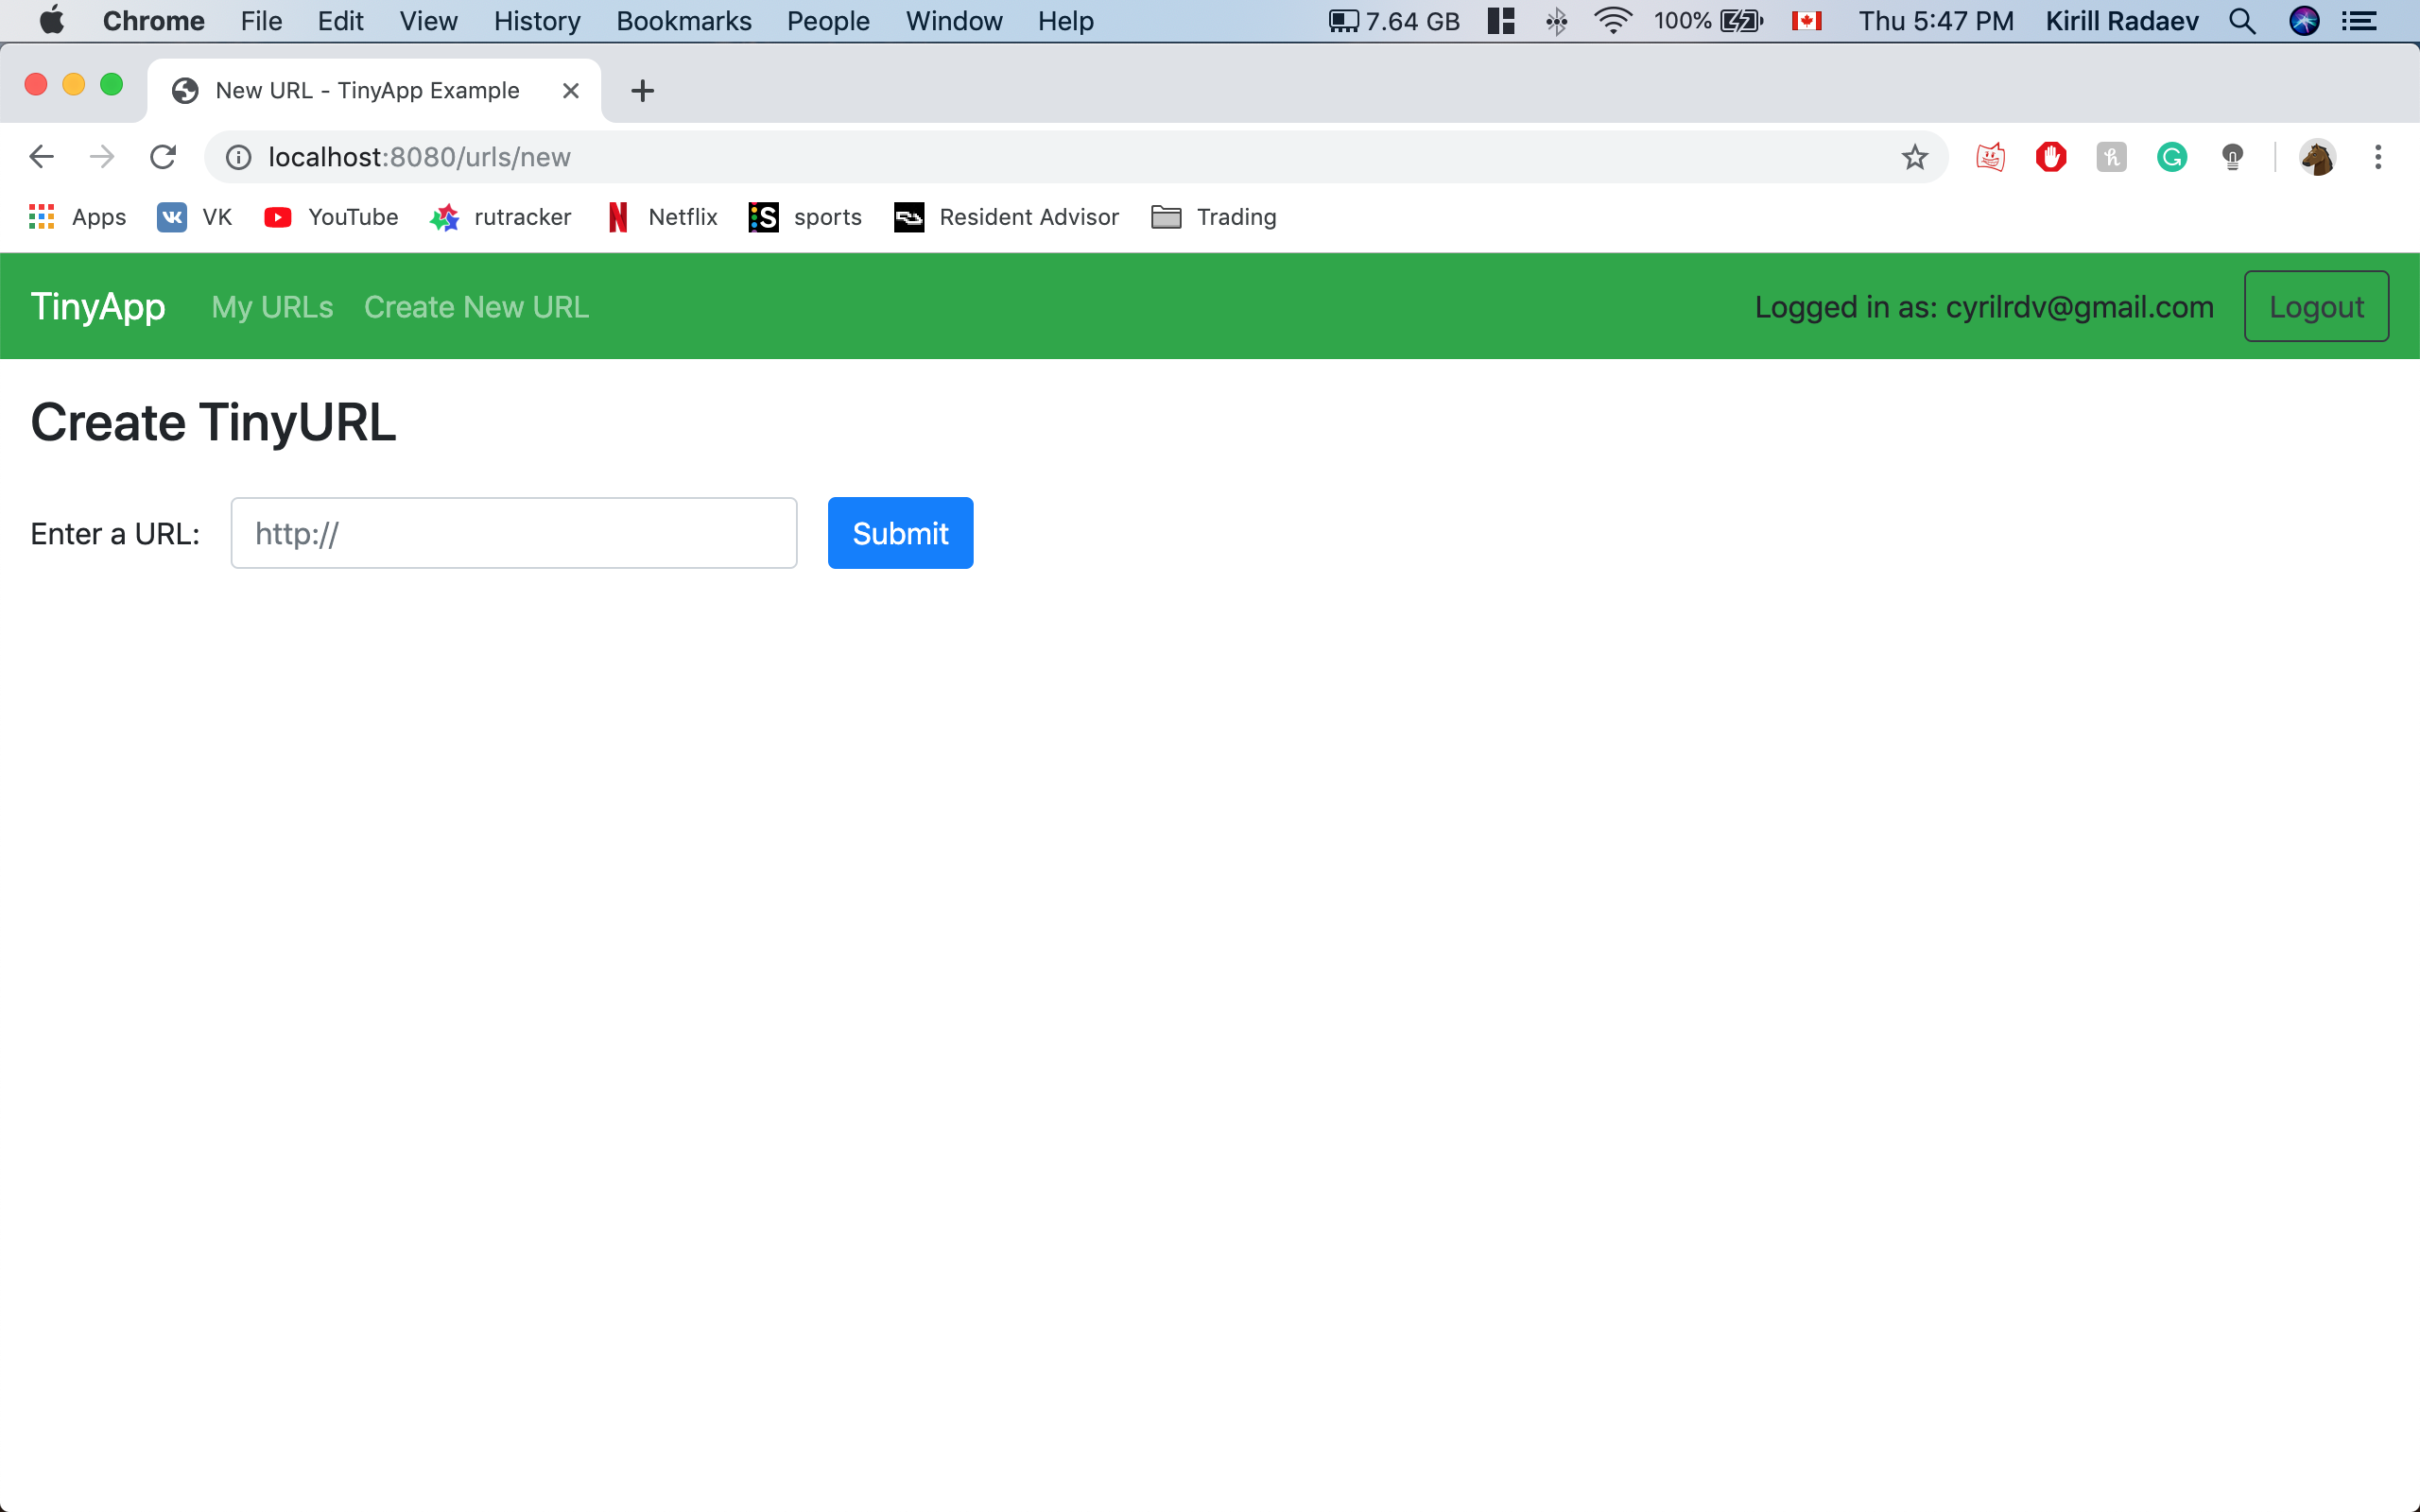 Chrome File Edit View History Bookmarks People Window Help 7.64 GB 100% Thu 5:47 PM Kirill Radaev
New URL - TinyApp Example
localhost:8080/urls/new
Apps VK YouTube rutracker Netflix sports Resident Advisor Trading
TinyApp My URLs Create New URL Logged in as: cyrilrdv@gmail.com Logout
Create TinyURL
Enter a URL: http:// Submit